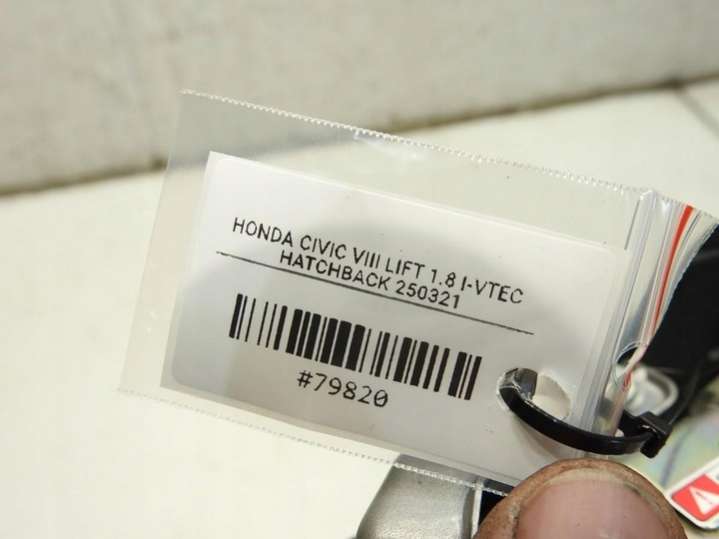 HONDA CIVIC VIII LIFT 1.8 I-VTEC
HATCHBACK 250321
#79820